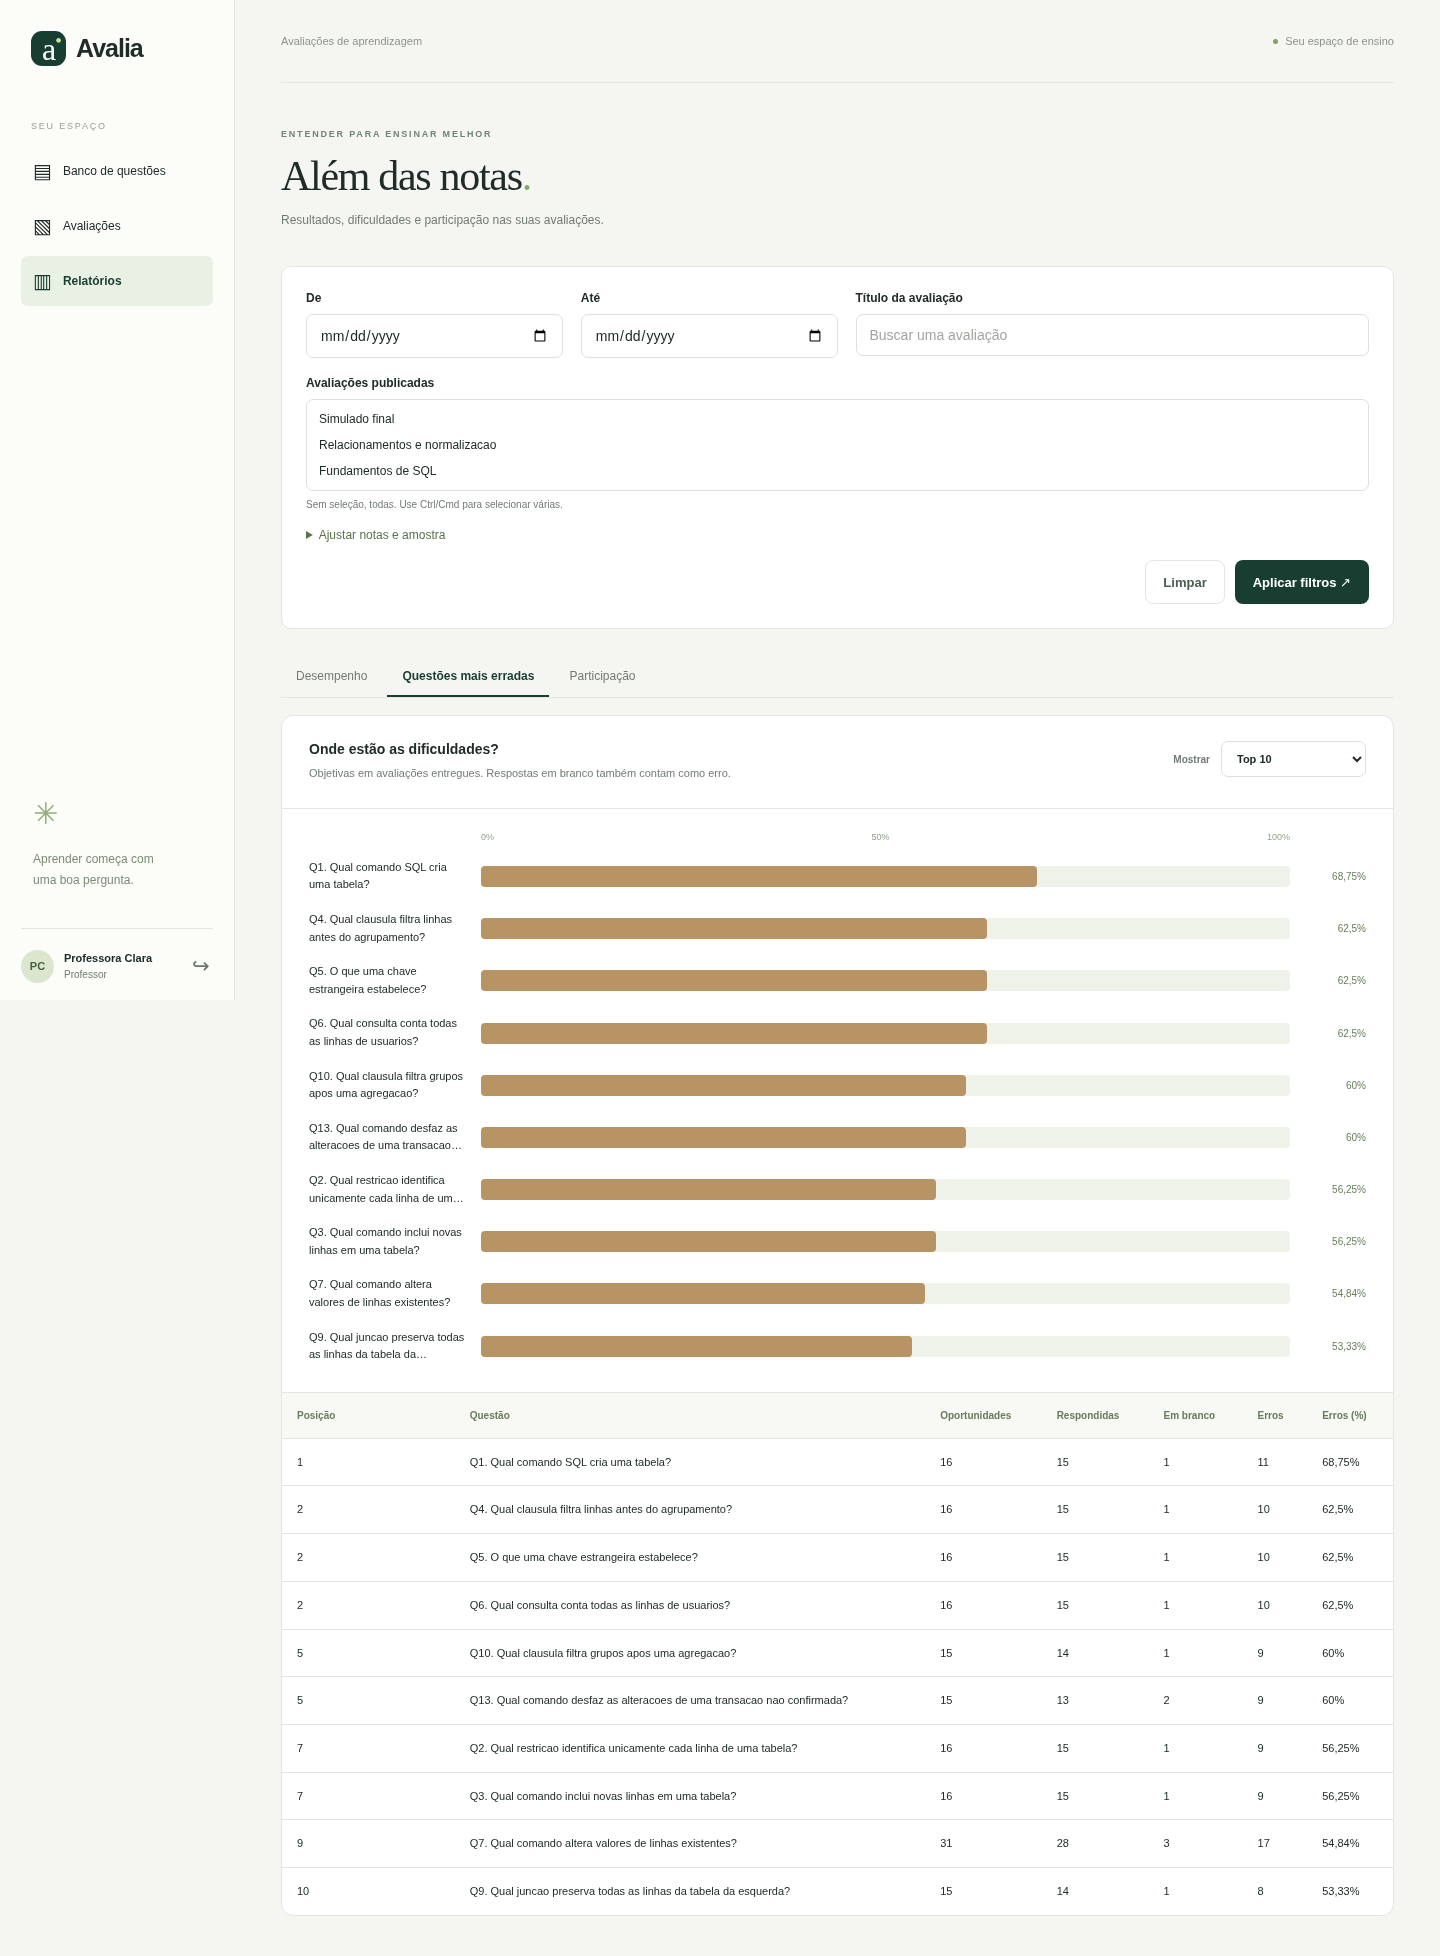 a Avalia
SEU ESPAÇO
Banco de questões
Avaliações
Relatórios
Aprender começa com
uma boa pergunta.
PC
Professora Clara
Professor
Avaliações de aprendizagem
Seu espaço de ensino
ENTENDER PARA ENSINAR MELHOR
Além das notas.
Resultados, dificuldades e participação nas suas avaliações.
De
Até
Título da avaliação
mm/dd/yyyy
mm/dd/yyyy
Buscar uma avaliação
Avaliações publicadas
Simulado final
Relacionamentos e normalizacao
Fundamentos de SQL
Sem seleção, todas. Use Ctrl/Cmd para selecionar várias.
Ajustar notas e amostra
Limpar
Aplicar filtros ↗
Desempenho
Questões mais erradas
Participação
Onde estão as dificuldades?
Objetivas em avaliações entregues. Respostas em branco também contam como erro.
Mostrar
Top 10
0% 50% 100%
Q1. Qual comando SQL cria
uma tabela?
68,75%
Q4. Qual clausula filtra linhas
antes do agrupamento?
62,5%
Q5. O que uma chave
estrangeira estabelece?
62,5%
Q6. Qual consulta conta todas
as linhas de usuarios?
62,5%
Q10. Qual clausula filtra grupos
apos uma agregacao?
60%
Q13. Qual comando desfaz as
alteracoes de uma transacao…
60%
Q2. Qual restricao identifica
unicamente cada linha de um…
56,25%
Q3. Qual comando inclui novas
linhas em uma tabela?
56,25%
Q7. Qual comando altera
valores de linhas existentes?
54,84%
Q9. Qual juncao preserva todas
as linhas da tabela da…
53,33%
Posição Questão Oportunidades Respondidas Em branco Erros Erros (%)
1 Q1. Qual comando SQL cria uma tabela? 16 15 1 11 68,75%
2 Q4. Qual clausula filtra linhas antes do agrupamento? 16 15 1 10 62,5%
2 Q5. O que uma chave estrangeira estabelece? 16 15 1 10 62,5%
2 Q6. Qual consulta conta todas as linhas de usuarios? 16 15 1 10 62,5%
5 Q10. Qual clausula filtra grupos apos uma agregacao? 15 14 1 9 60%
5 Q13. Qual comando desfaz as alteracoes de uma transacao nao confirmada? 15 13 2 9 60%
7 Q2. Qual restricao identifica unicamente cada linha de uma tabela? 16 15 1 9 56,25%
7 Q3. Qual comando inclui novas linhas em uma tabela? 16 15 1 9 56,25%
9 Q7. Qual comando altera valores de linhas existentes? 31 28 3 17 54,84%
10 Q9. Qual juncao preserva todas as linhas da tabela da esquerda? 15 14 1 8 53,33%